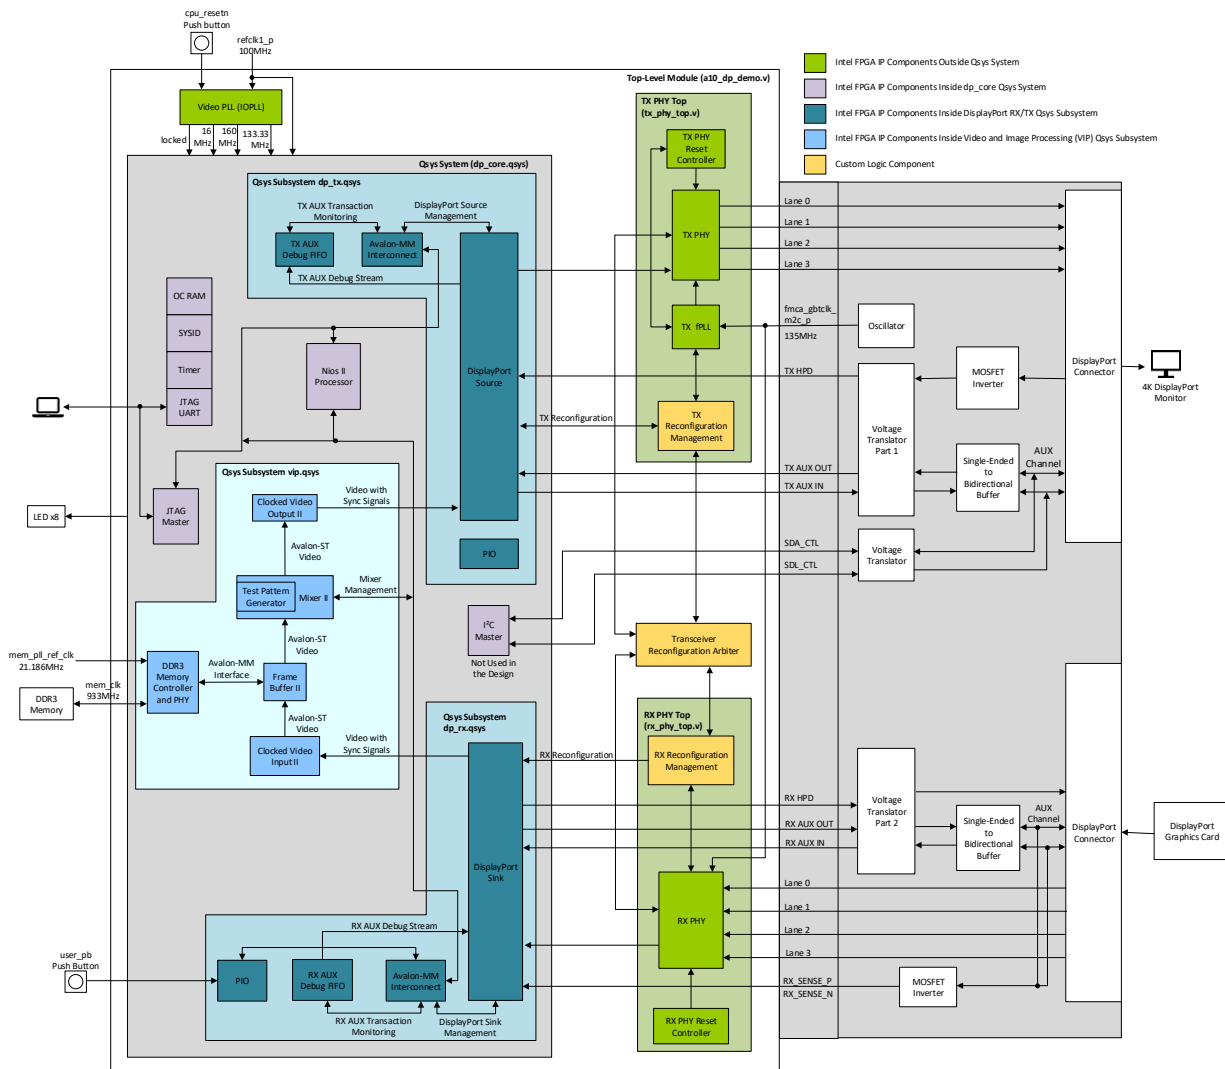 cpu_resetn
Push button
refclk1_p
100MHz
Video PLL (IOPLL)
locked
16
MHz
160
MHz
133.33
MHz
Top-Level Module (a10_dp_demo.v)
Intel FPGA IP Components Outside Qsys System
Intel FPGA IP Components Inside dp_core Qsys System
Intel FPGA IP Components Inside DisplayPort RX/TX Qsys Subsystem
Intel FPGA IP Components Inside Video and Image Processing (VIP) Qsys Subsystem
Custom Logic Component
Qsys System (dp_core.qsys)
Qsys Subsystem dp_tx.qsys
TX AUX Transaction
Monitoring
DisplayPort Source
Management
TX AUX
Debug FIFO
Avalon-MM
Interconnect
TX AUX Debug Stream
DisplayPort
Source
PIO
TX PHY Top
(tx_phy_top.v)
TX PHY
Reset
Controller
TX PHY
TX fPLL
TX
Reconfiguration
Management
Lane 0
Lane 1
Lane 2
Lane 3
fmca_gbtclk_
m2c_p
135MHz
Oscillator
TX HPD
TX Reconfiguration
TX AUX OUT
TX AUX IN
Voltage
Translator
Part 1
MOSFET
Inverter
Single-Ended
to
Bidirectional
Buffer
AUX
Channel
DisplayPort
Connector
4K DisplayPort
Monitor
SDA_CTL
SDL_CTL
Voltage
Translator
OC RAM
SYSID
Timer
JTAG
UART
Nios II
Processor
JTAG
Master
LED x8
Qsys Subsystem vip.qsys
Clocked Video
Output II
Video with
Sync Signals
Avalon-ST
Video
Test Pattern
Generator
Mixer II
Mixer
Management
Avalon-ST
Video
mem_pll_ref_clk
21.186MHz
mem_clk
933MHz
DDR3
Memory
DDR3
Memory
Controller
and PHY
Avalon-MM
Interface
Frame
Buffer II
Avalon-ST
Video
Clocked Video
Input II
Video with
Sync Signals
I²C
Master
Not Used in
the Design
Transceiver
Reconfiguration Arbiter
Qsys Subsystem
dp_rx.qsys
DisplayPort
Sink
RX PHY Top
(rx_phy_top.v)
RX Reconfiguration
RX Reconfiguration
Management
RX HPD
RX AUX OUT
RX AUX IN
Voltage
Translator
Part 2
Single-Ended
to
Bidirectional
Buffer
AUX
Channel
DisplayPort
Connector
DisplayPort
Graphics Card
RX PHY
Lane 0
Lane 1
Lane 2
Lane 3
RX_SENSE_P
RX_SENSE_N
MOSFET
Inverter
RX PHY Reset
Controller
user_pb
Push Button
PIO
RX AUX Debug Stream
RX AUX
Debug FIFO
Avalon-MM
Interconnect
RX AUX Transaction
Monitoring
DisplayPort Sink
Management